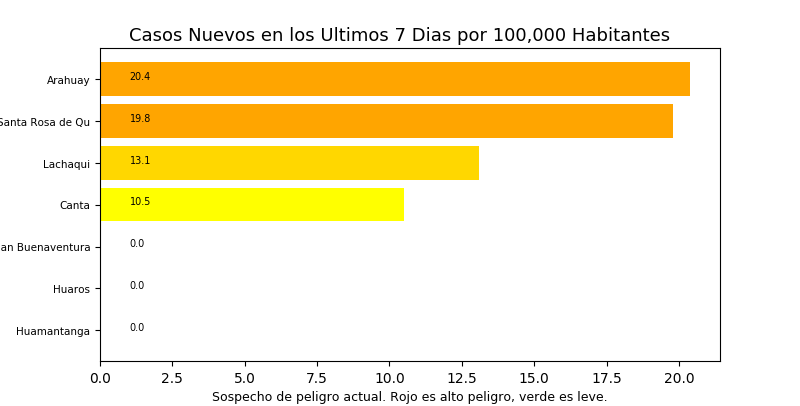 Casos Nuevos en los Ultimos 7 Dias por 100,000 Habitantes
Arahuay 20.4
Santa Rosa de Qu 19.8
Lachaqui 13.1
Canta 10.5
an Buenaventura 0.0
Huaros 0.0
Huamantanga 0.0
0.0 2.5 5.0 7.5 10.0 12.5 15.0 17.5 20.0
Sospecho de peligro actual. Rojo es alto peligro, verde es leve.